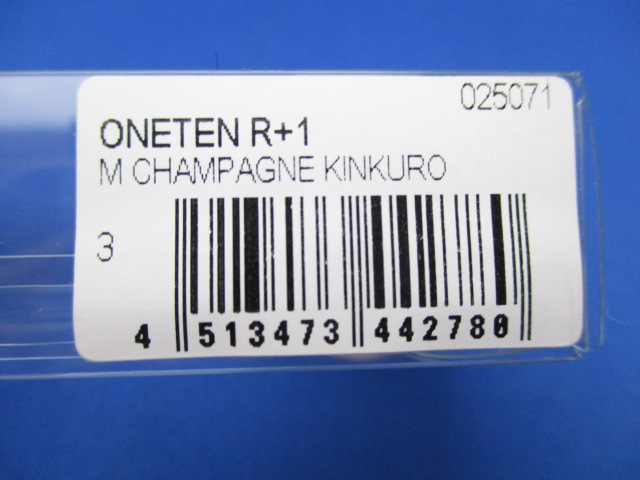 025071
ONETEN R+1
M CHAMPAGNE KINKURO
3
4 513473 442780